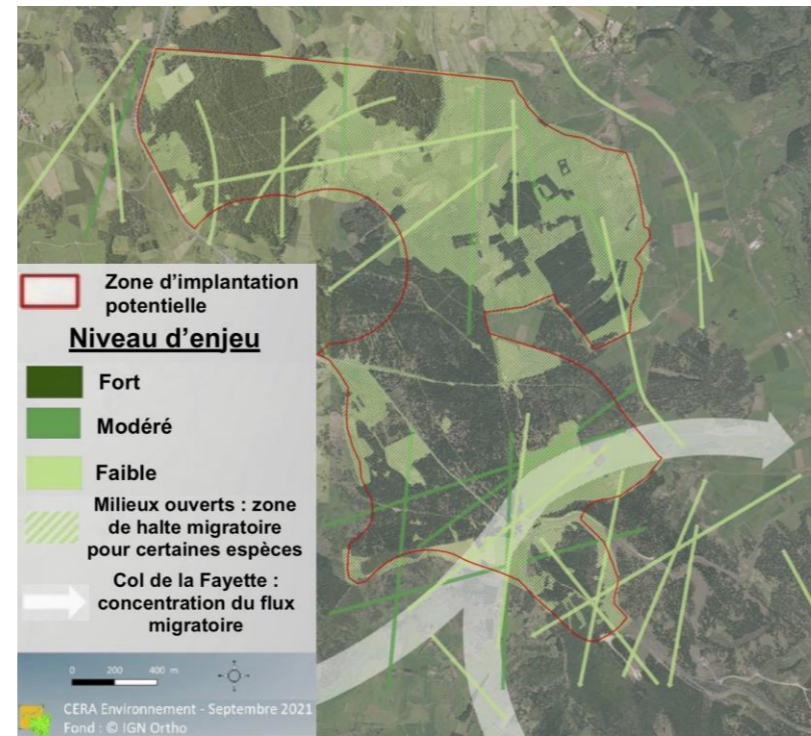 Zone d'implantation
potentielle
Niveau d'enjeu
Fort
Modéré
Faible
Milieux ouverts : zone
de halte migratoire
pour certaines espèces
Col de la Fayette :
concentration du flux
migratoire
0 200 400 m
CERA Environnement - Septembre 2021
Fond : © IGN Ortho